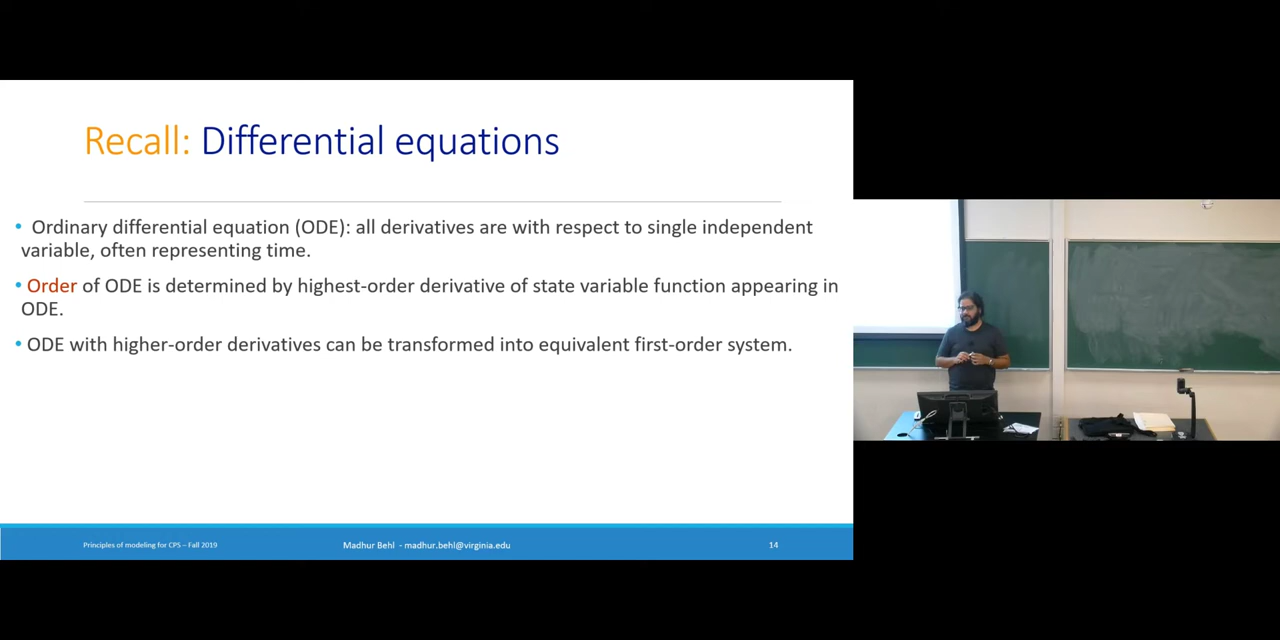 Recall: Differential equations
• Ordinary differential equation (ODE): all derivatives are with respect to single independent
variable, often representing time.
• Order of ODE is determined by highest-order derivative of state variable function appearing in
ODE.
• ODE with higher-order derivatives can be transformed into equivalent first-order system.
Principles of modeling for CPS – Fall 2019
Madhur Behl - madhur.behl@virginia.edu
14